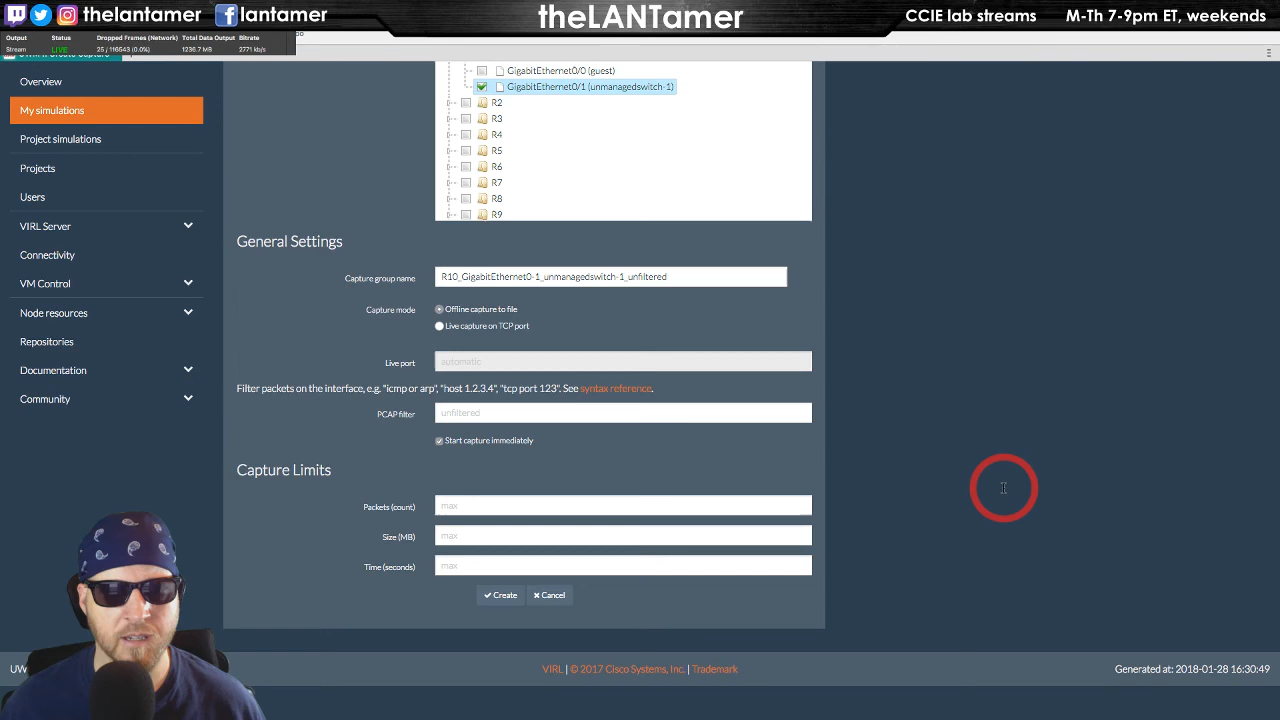 thelantamer lantamer
theLANTamer
CCIE lab streams M-Th 7-9pm ET, weekends
Output Status Dropped Frames (Network) Total Data Output Bitrate
Stream LIVE 25 / 116543 (0.0%) 1236.7 MB 2771 kb/s
Overview
My simulations
Project simulations
Projects
Users
VIRL Server
Connectivity
VM Control
Node resources
Repositories
Documentation
Community
GigabitEthernet0/0 (guest)
GigabitEthernet0/1 (unmanagedswitch-1)
R2
R3
R4
R5
R6
R7
R8
R9
General Settings
Capture group name R10_GigabitEthernet0-1_unmanagedswitch-1_unfiltered
Capture mode Offline capture to file
Live capture on TCP port
Live port automatic
Filter packets on the interface, e.g. "icmp or arp", "host 1.2.3.4", "tcp port 123". See syntax reference.
PCAP filter unfiltered
Start capture immediately
Capture Limits
Packets (count) max
Size (MB) max
Time (seconds) max
Create Cancel
VIRL | © 2017 Cisco Systems, Inc. | Trademark
Generated at: 2018-01-28 16:30:49